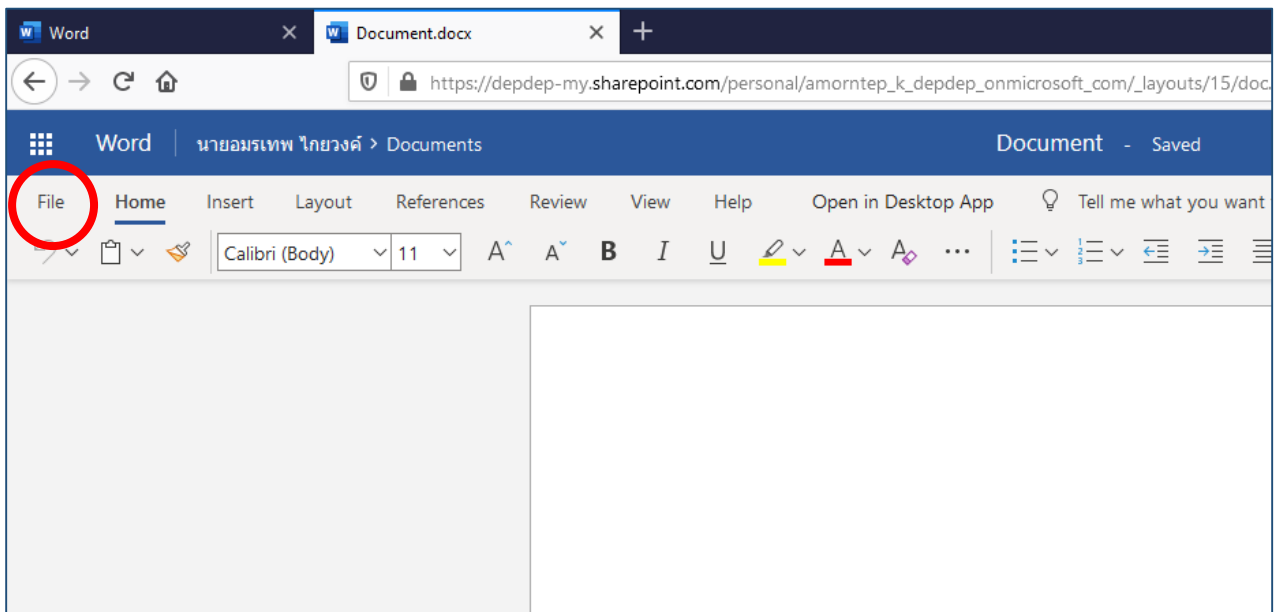 Word Document.docx
https://depdep-my.sharepoint.com/personal/amorntep_k_depdep_onmicrosoft_com/_layouts/15/doc.
Word นายอมรเทพ ไกยวงค์ > Documents Document - Saved
File Home Insert Layout References Review View Help Open in Desktop App Tell me what you want
Calibri (Body) 11 A A B I U A A ...